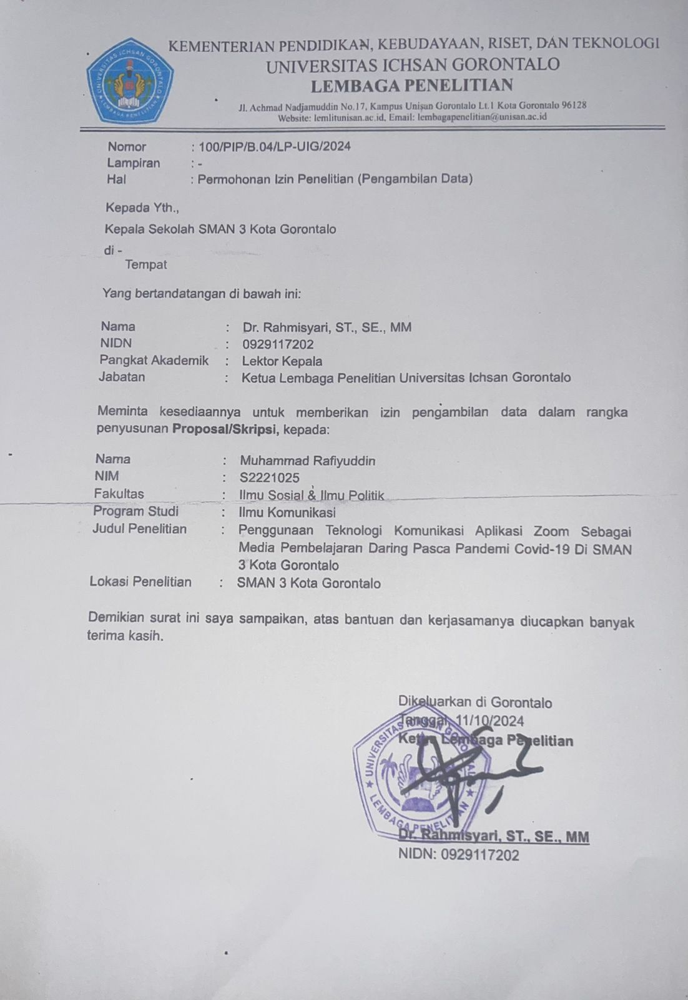 KEMENTERIAN PENDIDIKAN, KEBUDAYAAN, RISET, DAN TEKNOLOGI
UNIVERSITAS ICHSAN GORONTALO
LEMBAGA PENELITIAN
Jl. Achmad Nadjamuddin No.17, Kampus Unisan Gorontalo Lt.1 Kota Gorontalo 96128
Website: lemlitunisan.ac.id, Email: lembagapenelitian@unisan.ac.id
UNIVERSITAS ICHSAN GORONTALO
LEMBAGA PENELITIAN
Nomor : 100/PIP/B.04/LP-UIG/2024
Lampiran : -
Hal : Permohonan Izin Penelitian (Pengambilan Data)
Kepada Yth.,
Kepala Sekolah SMAN 3 Kota Gorontalo
di -
Tempat
Yang bertandatangan di bawah ini:
Nama : Dr. Rahmisyari, ST., SE., MM
NIDN : 0929117202
Pangkat Akademik : Lektor Kepala
Jabatan : Ketua Lembaga Penelitian Universitas Ichsan Gorontalo
Meminta kesediaannya untuk memberikan izin pengambilan data dalam rangka
penyusunan Proposal/Skripsi, kepada:
Nama : Muhammad Rafiyuddin
NIM : S2221025
Fakultas : Ilmu Sosial & Ilmu Politik
Program Studi : Ilmu Komunikasi
Judul Penelitian : Penggunaan Teknologi Komunikasi Aplikasi Zoom Sebagai
Media Pembelajaran Daring Pasca Pandemi Covid-19 Di SMAN
3 Kota Gorontalo
Lokasi Penelitian : SMAN 3 Kota Gorontalo
Demikian surat ini saya sampaikan, atas bantuan dan kerjasamanya diucapkan banyak
terima kasih.
Dikeluarkan di Gorontalo
Tanggal, 11/10/2024
Ketua Lembaga Penelitian
UNIVERSITAS ICHSAN GORONTALO
LEMBAGA PENELITIAN
Dr. Rahmisyari, ST., SE., MM
NIDN: 0929117202